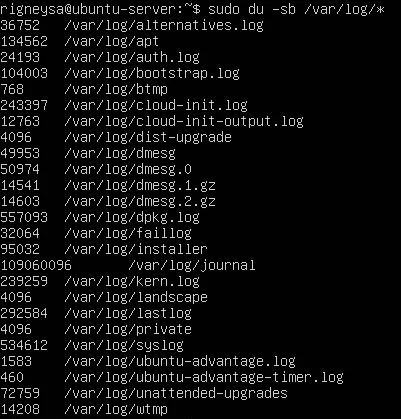 rigneysa@ubuntu-server:~$ sudo du -sb /var/log/*
36752 /var/log/alternatives.log
134562 /var/log/apt
24193 /var/log/auth.log
104003 /var/log/bootstrap.log
768 /var/log/btmp
243397 /var/log/cloud-init.log
12763 /var/log/cloud-init-output.log
4096 /var/log/dist-upgrade
49953 /var/log/dmesg
50974 /var/log/dmesg.0
14541 /var/log/dmesg.1.gz
14603 /var/log/dmesg.2.gz
557093 /var/log/dpkg.log
32064 /var/log/faillog
95032 /var/log/installer
109060096 /var/log/journal
239259 /var/log/kern.log
4096 /var/log/landscape
292584 /var/log/lastlog
4096 /var/log/private
534612 /var/log/syslog
1583 /var/log/ubuntu-advantage.log
460 /var/log/ubuntu-advantage-timer.log
72759 /var/log/unattended-upgrades
14208 /var/log/wtmp